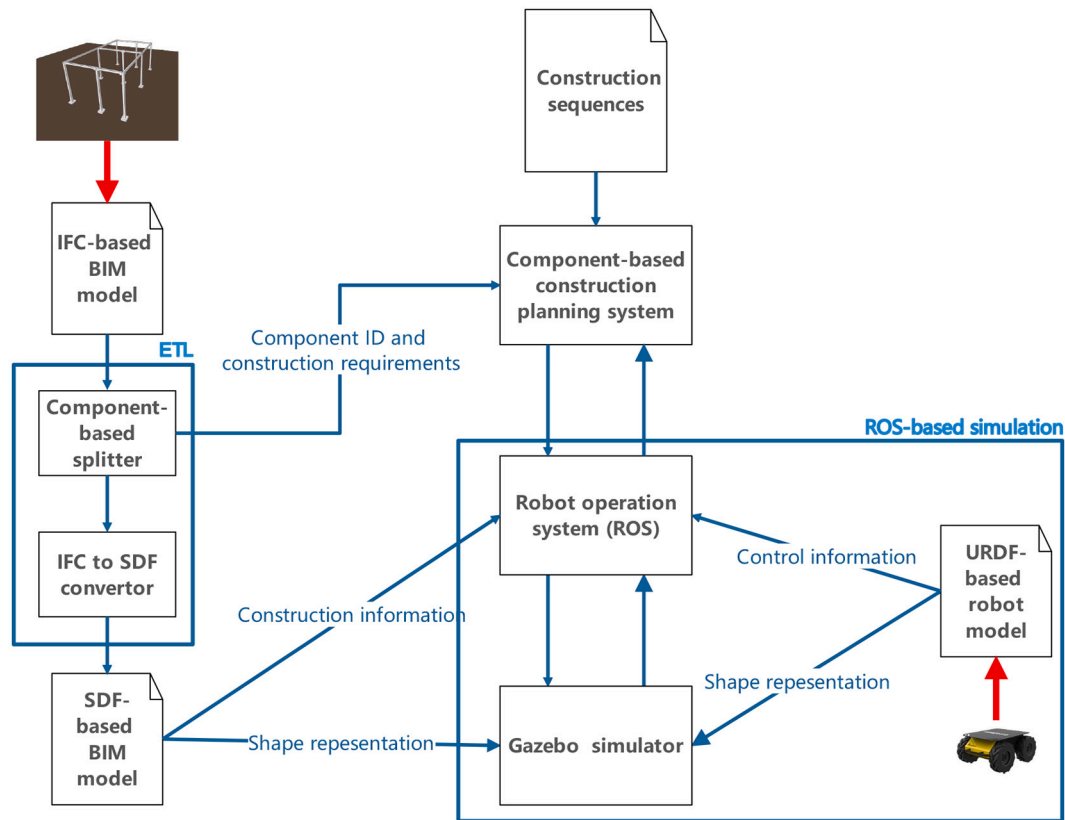 Construction
sequences
IFC-based
BIM
model
Component-based
construction
planning system
Component ID and
construction requirements
ETL
Component-
based
splitter
ROS-based simulation
Robot operation
system (ROS)
IFC to SDF
convertor
Control information
URDF-
based
robot
model
Construction information
Shape repesentation
SDF-
based
BIM
model
Shape repesentation
Gazebo simulator